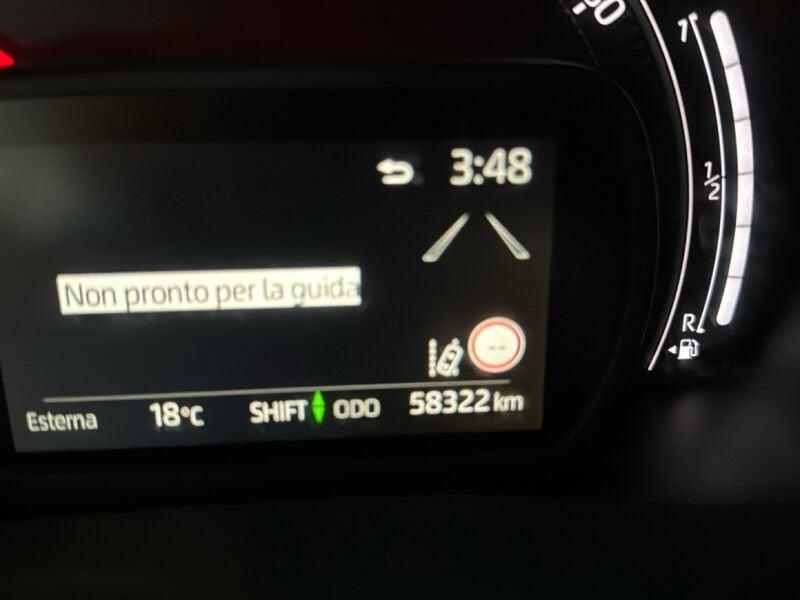 1
3:48
1/2
Non pronto per la guida
R
Esterna 18°C SHIFT ODO 58322 km